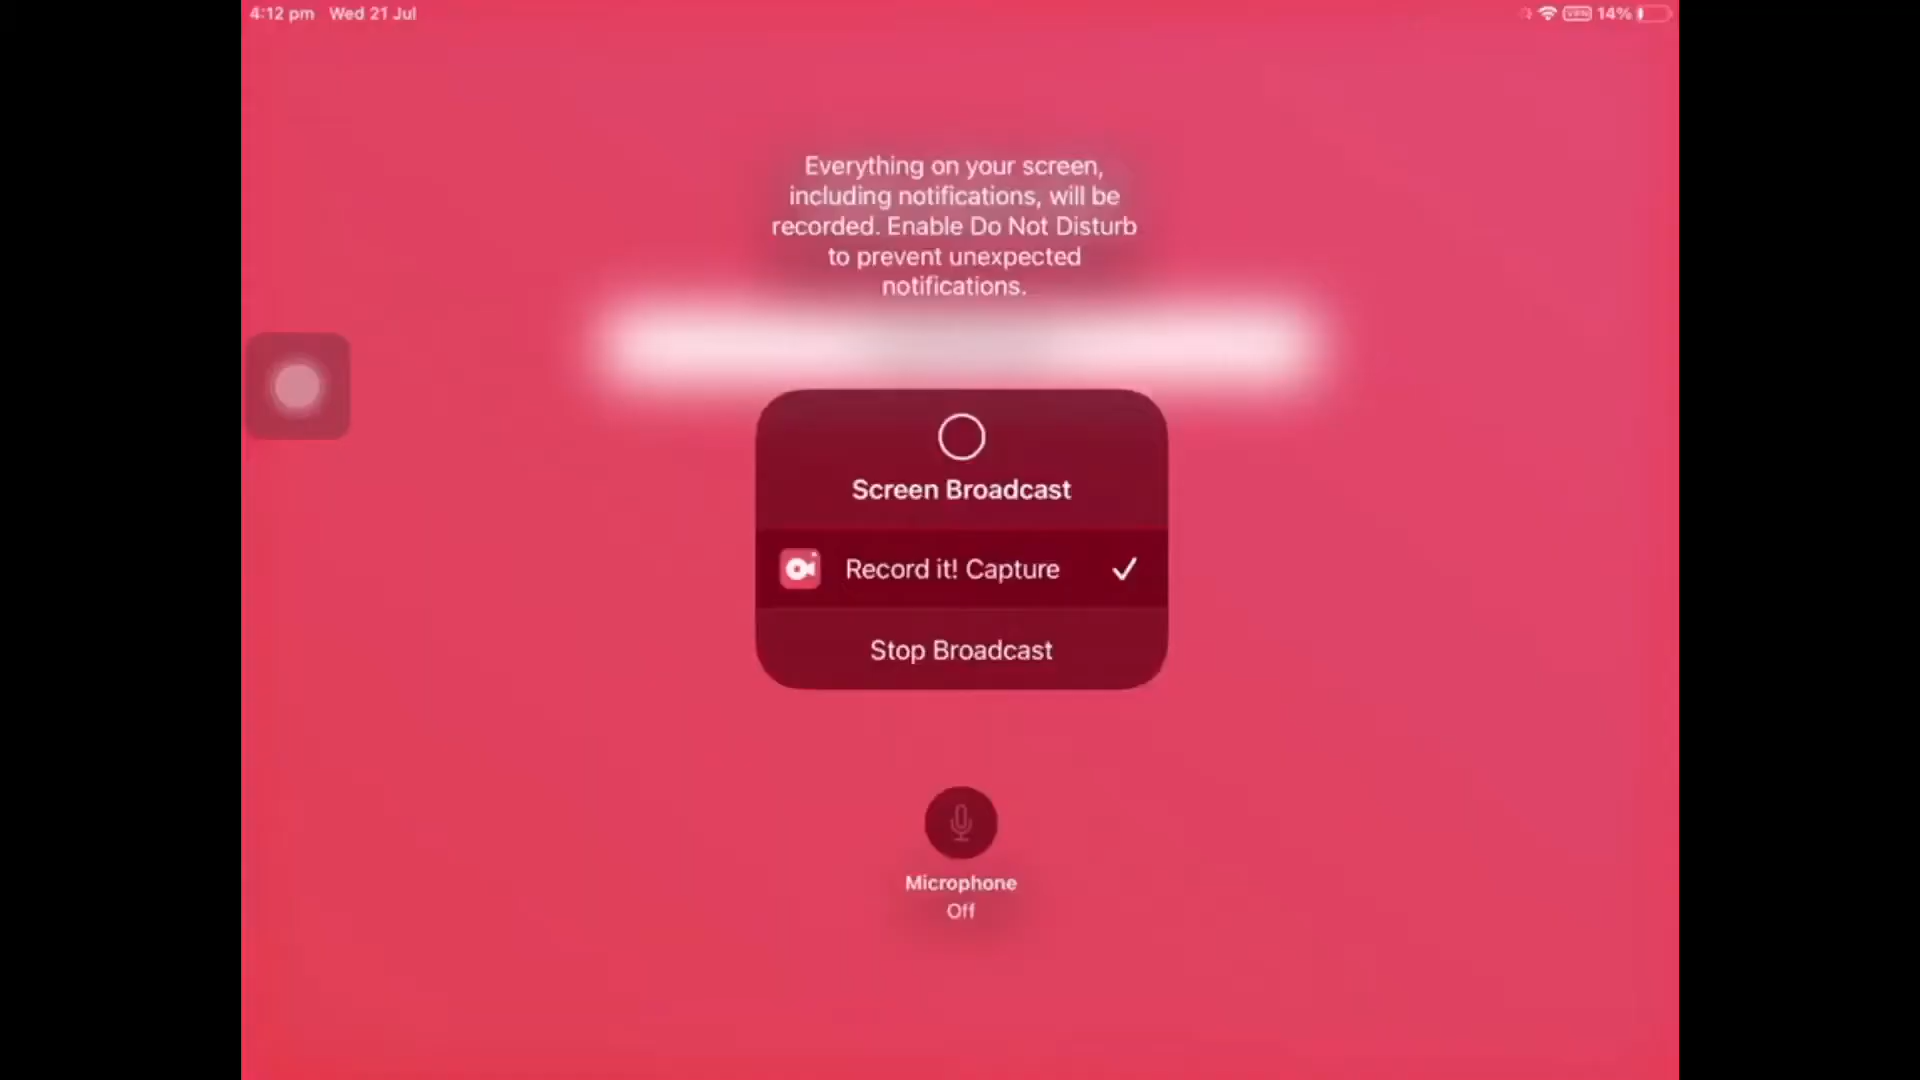 4:12 pm Wed 21 Jul
VPN 14%
Everything on your screen,
including notifications, will be
recorded. Enable Do Not Disturb
to prevent unexpected
notifications.
Screen Broadcast
Record it! Capture
Stop Broadcast
Microphone
Off